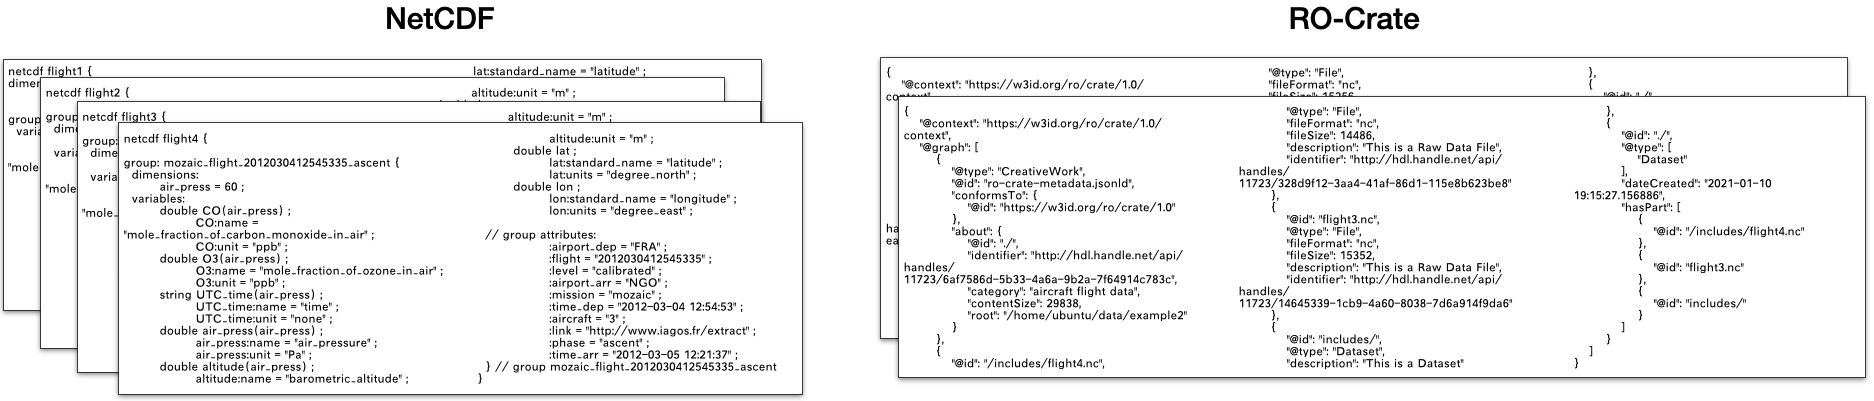 NetCDF
netcdf flight1 {
lat:standard_name = "latitude" ;
dimen
group
varia
"mole
netcdf flight2 {
altitude:unit = "m" ;
group
dime
varia
"mole
netcdf flight3 {
altitude:unit = "m" ;
group:
dime
varia
"mole_
netcdf flight4 {
group: mozaic_flight_2012030412545335_ascent {
dimensions:
air_press = 60 ;
variables:
double CO(air_press) ;
CO:name =
"mole_fraction_of_carbon_monoxide_in_air" ;
CO:unit = "ppb" ;
double O3(air_press) ;
O3:name = "mole_fraction_of_ozone_in_air" ;
O3:unit = "ppb" ;
string UTC_time(air_press) ;
UTC_time:name = "time" ;
UTC_time:unit = "none" ;
double air_press(air_press) ;
air_press:name = "air_pressure" ;
air_press:unit = "Pa" ;
double altitude(air_press) ;
altitude:name = "barometric_altitude" ;
altitude:unit = "m" ;
double lat ;
lat:standard_name = "latitude" ;
lat:units = "degree_north" ;
double lon ;
lon:standard_name = "longitude" ;
lon:units = "degree_east" ;
// group attributes:
:airport_dep = "FRA" ;
:flight = "2012030412545335" ;
:level = "calibrated" ;
:airport_arr = "NGO" ;
:mission = "mozaic" ;
:time_dep = "2012-03-04 12:54:53" ;
:aircraft = "3" ;
:link = "http://www.iagos.fr/extract" ;
:phase = "ascent" ;
:time_arr = "2012-03-05 12:21:37" ;
} // group mozaic_flight_2012030412545335_ascent
}
RO-Crate
{
"@context": "https://w3id.org/ro/crate/1.0/
"@type": "File",
"fileFormat": "nc",
},
{
ha
ea
{
"@context": "https://w3id.org/ro/crate/1.0/
context",
"@graph": [
{
"@type": "CreativeWork",
"@id": "ro-crate-metadata.jsonld",
"conformsTo": {
"@id": "https://w3id.org/ro/crate/1.0"
},
"about": {
"@id": "./",
"identifier": "http://hdl.handle.net/api/
handles/
11723/6af7586d-5b33-4a6a-9b2a-7f64914c783c",
"category": "aircraft flight data",
"contentSize": 29838,
"root": "/home/ubuntu/data/example2"
}
},
{
"@id": "/includes/flight4.nc",
"@type": "File",
"fileFormat": "nc",
"fileSize": 14486,
"description": "This is a Raw Data File",
"identifier": "http://hdl.handle.net/api/
handles/
11723/328d9f12-3aa4-41af-86d1-115e8b623be8"
},
{
"@id": "flight3.nc",
"@type": "File",
"fileFormat": "nc",
"fileSize": 15352,
"description": "This is a Raw Data File",
"identifier": "http://hdl.handle.net/api/
handles/
11723/14645339-1cb9-4a60-8038-7d6a914f9da6"
},
{
"@id": "includes/",
"@type": "Dataset",
"description": "This is a Dataset"
},
{
"@id": "./",
"@type": [
"Dataset"
],
"dateCreated": "2021-01-10
19:15:27.156886",
"hasPart": [
{
"@id": "/includes/flight4.nc"
},
{
"@id": "flight3.nc"
},
{
"@id": "includes/"
}
]
}
]
}